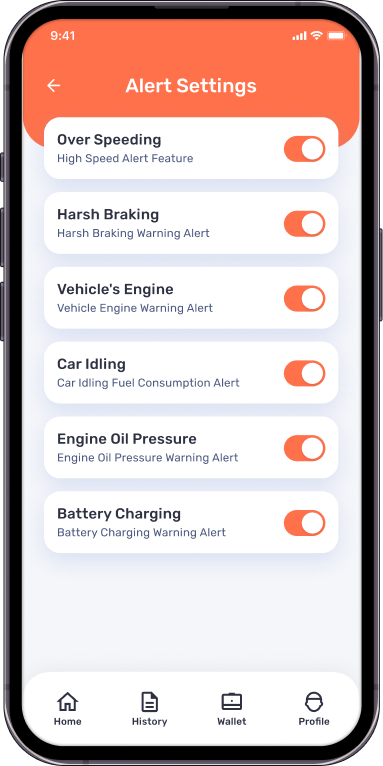 9:41
Alert Settings
Over Speeding
High Speed Alert Feature
Harsh Braking
Harsh Braking Warning Alert
Vehicle's Engine
Vehicle Engine Warning Alert
Car Idling
Car Idling Fuel Consumption Alert
Engine Oil Pressure
Engine Oil Pressure Warning Alert
Battery Charging
Battery Charging Warning Alert
Home History Wallet Profile